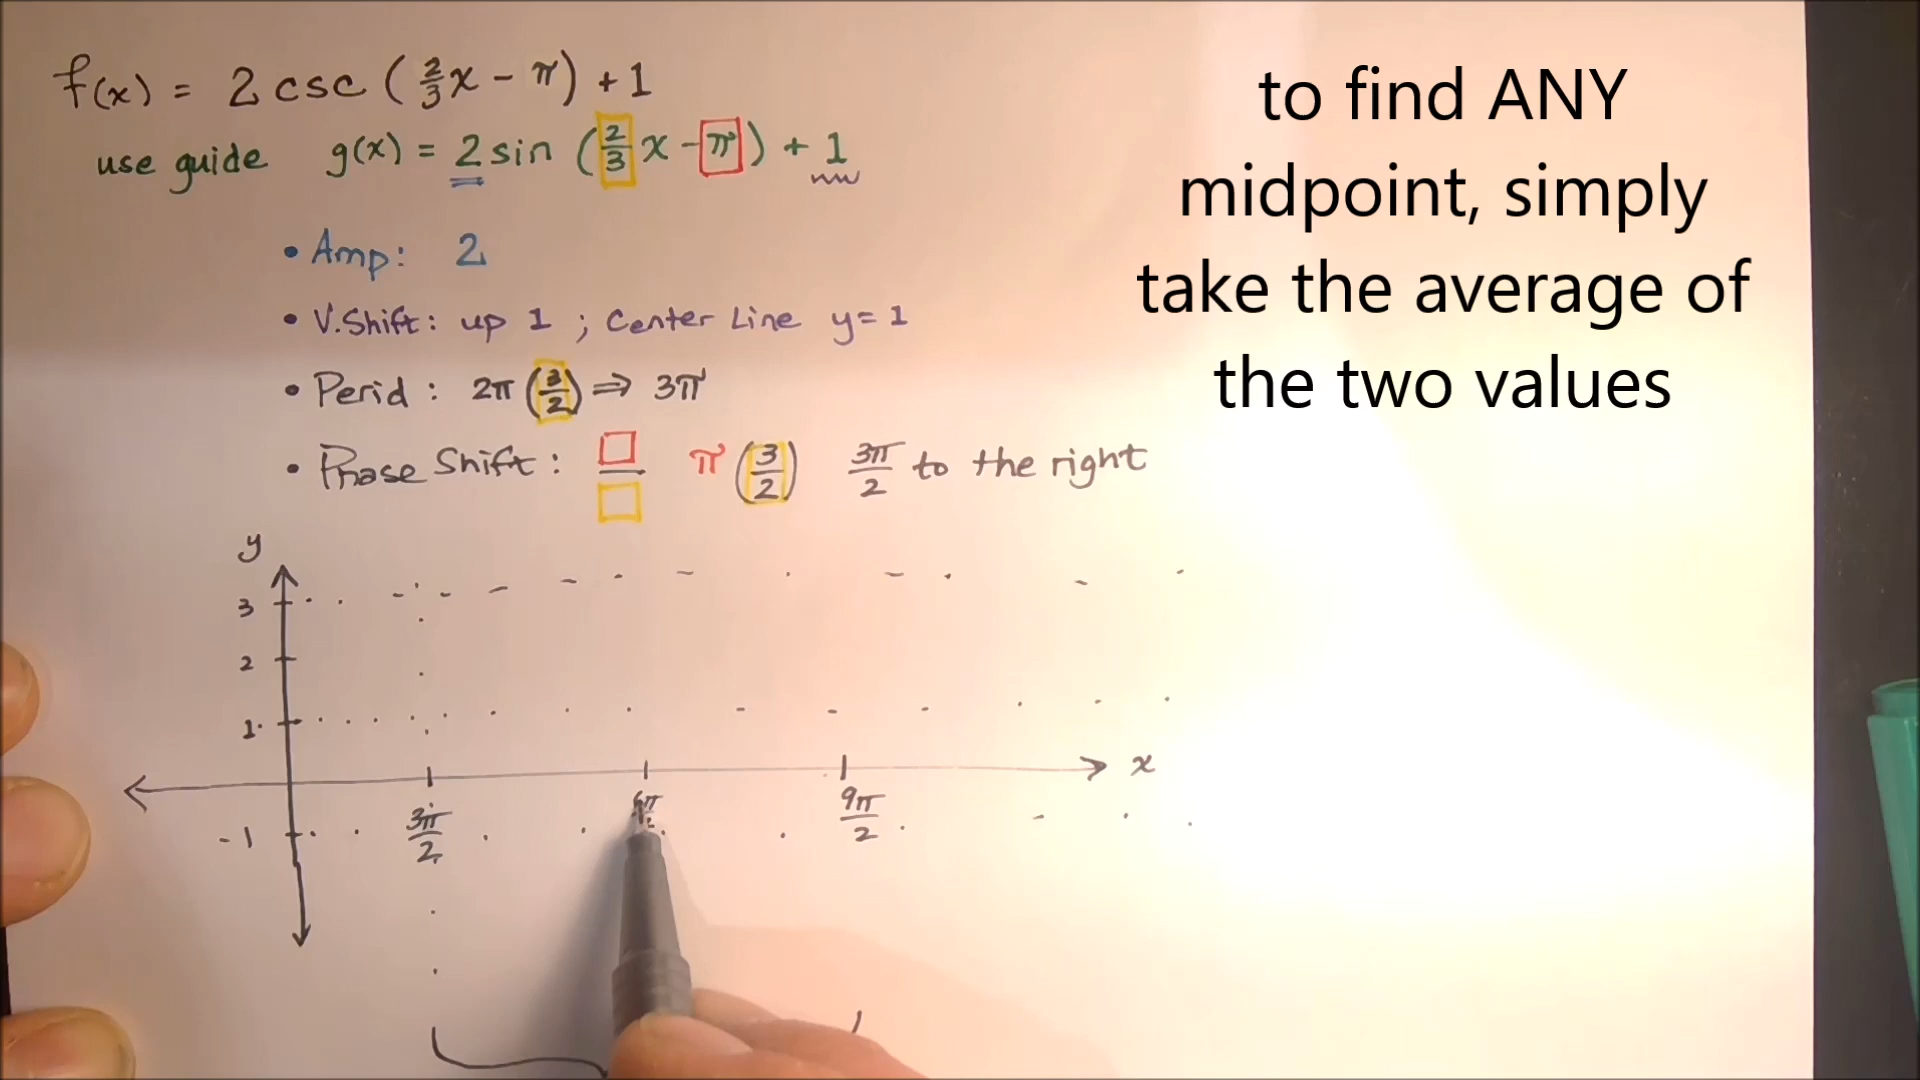 f(x) = 2 csc (2/3 x - π) + 1
use guide g(x) = 2 sin (2/3 x - π) + 1
• Amp: 2
• V.Shift: up 1 ; Center Line y = 1
• Perid : 2π (3/2) ⇒ 3π
• Phase Shift : □/□ π (3/2) 3π/2 to the right
to find ANY
midpoint, simply
take the average of
the two values
y
3
2
1
x
-1
3π/2
9π/2